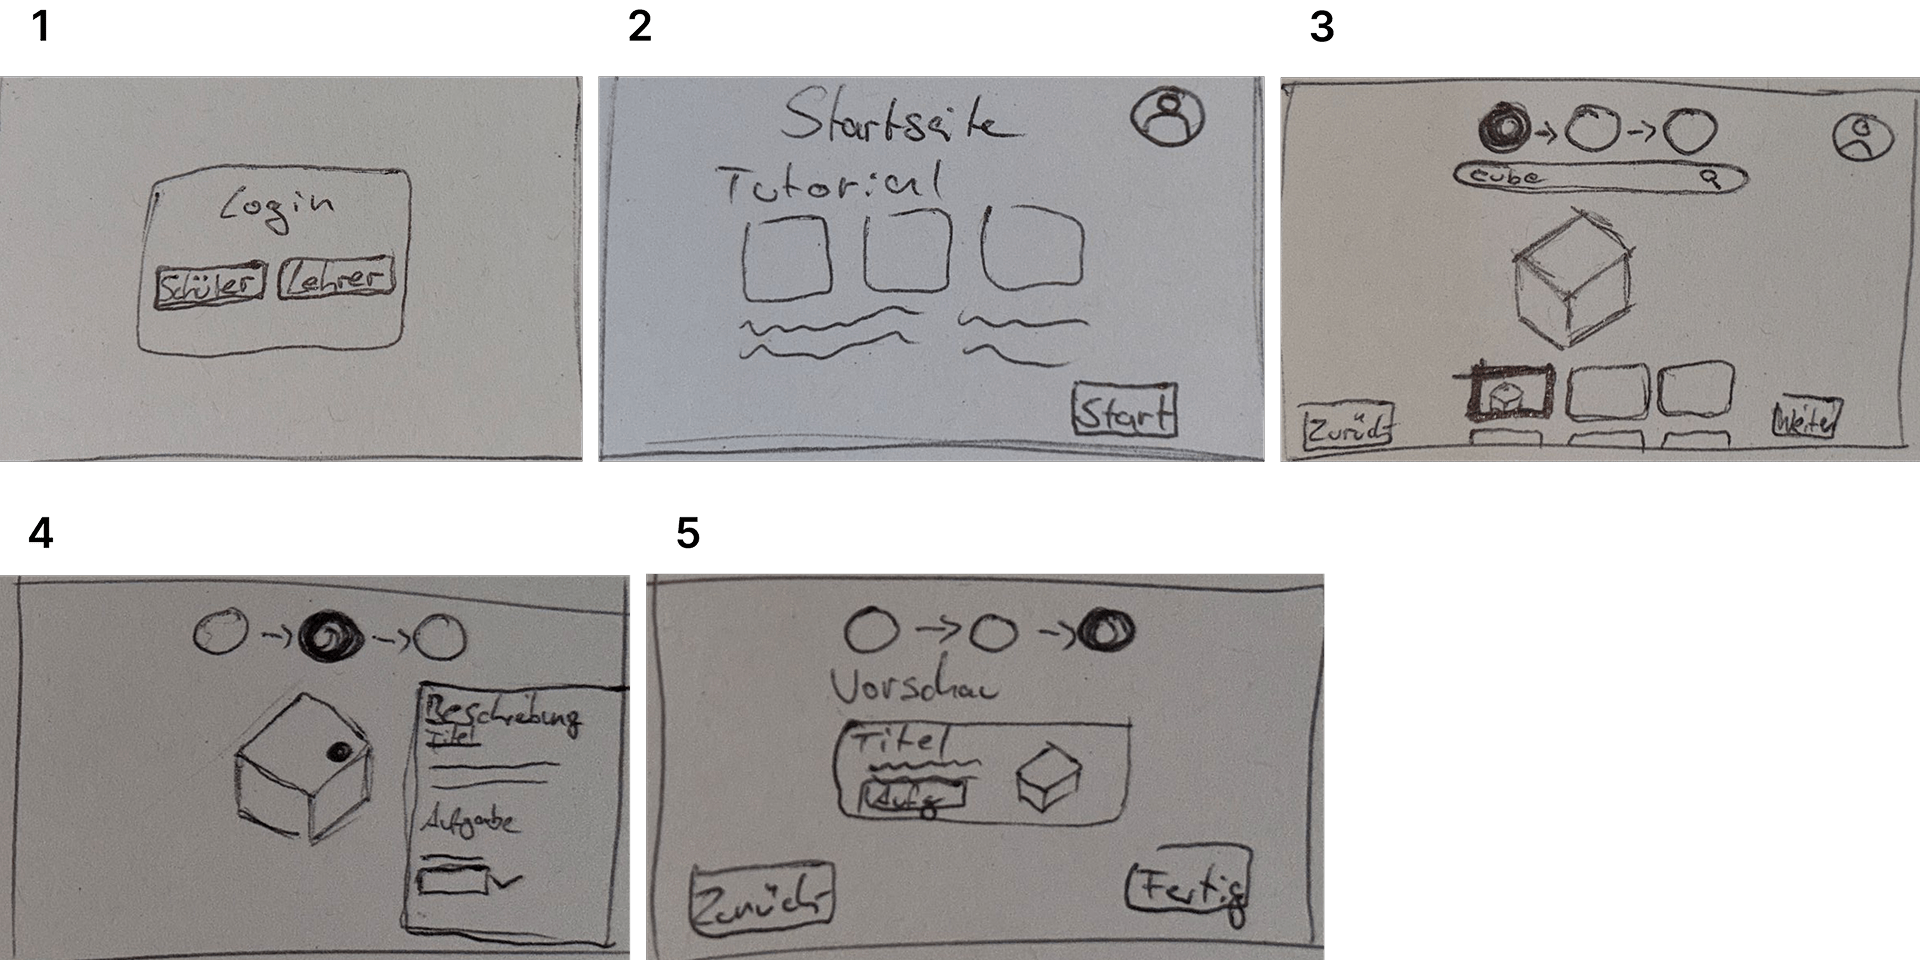 1
2
3
Login
Schüler Lehrer
Startseite
Tutorial
Start
cube
Zurück Weiter
4
5
Beschreibung
Titel
Aufgabe
Vorschau
Titel
Aufg
Zurück Fertig